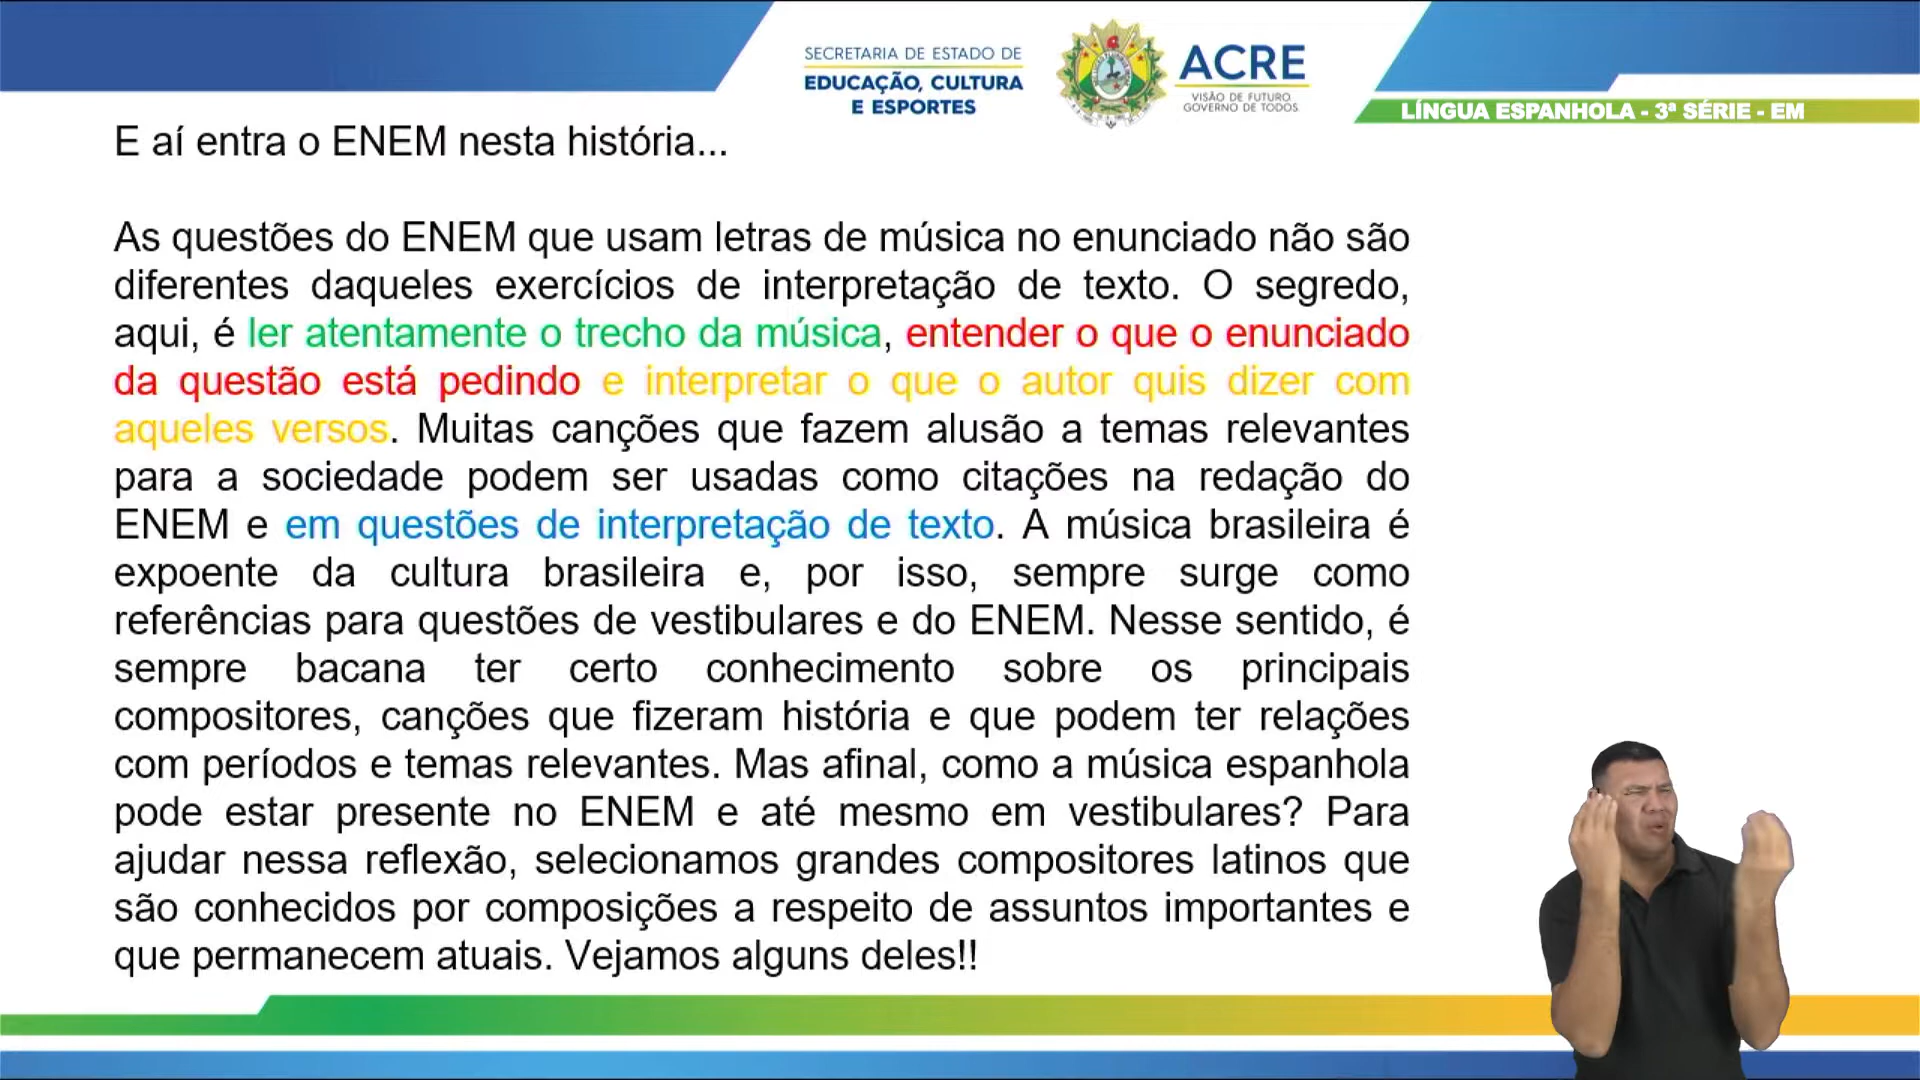 SECRETARIA DE ESTADO DE
EDUCAÇÃO, CULTURA
E ESPORTES
ACRE
VISÃO DE FUTURO.
GOVERNO DE TODOS.
LÍNGUA ESPANHOLA - 3ª SÉRIE - EM
E aí entra o ENEM nesta história...
As questões do ENEM que usam letras de música no enunciado não são
diferentes daqueles exercícios de interpretação de texto. O segredo,
aqui, é ler atentamente o trecho da música, entender o que o enunciado
da questão está pedindo e interpretar o que o autor quis dizer com
aqueles versos. Muitas canções que fazem alusão a temas relevantes
para a sociedade podem ser usadas como citações na redação do
ENEM e em questões de interpretação de texto. A música brasileira é
expoente da cultura brasileira e, por isso, sempre surge como
referências para questões de vestibulares e do ENEM. Nesse sentido, é
sempre bacana ter certo conhecimento sobre os principais
compositores, canções que fizeram história e que podem ter relações
com períodos e temas relevantes. Mas afinal, como a música espanhola
pode estar presente no ENEM e até mesmo em vestibulares? Para
ajudar nessa reflexão, selecionamos grandes compositores latinos que
são conhecidos por composições a respeito de assuntos importantes e
que permanecem atuais. Vejamos alguns deles!!